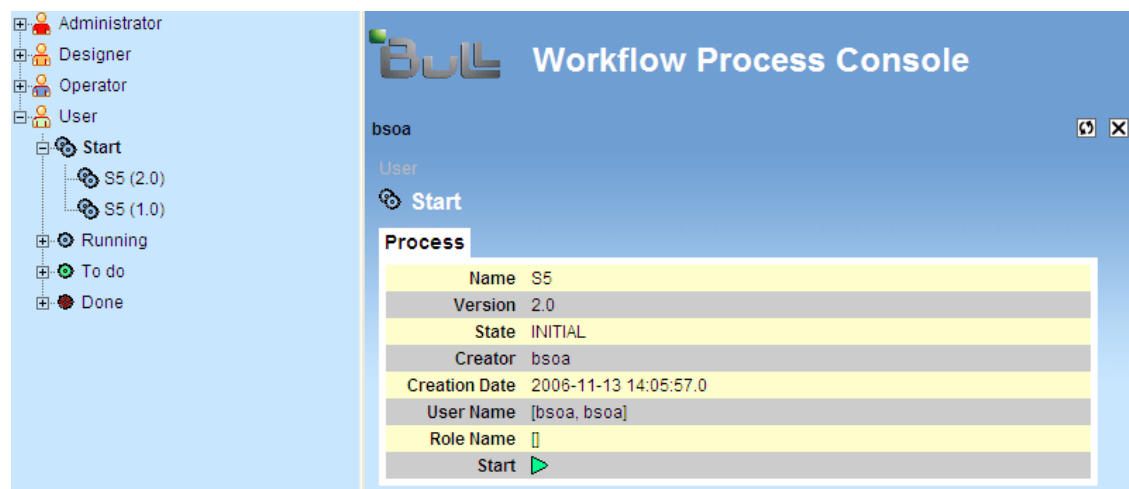 Administrator
Designer
Operator
User
Start
S5 (2.0)
S5 (1.0)
Running
To do
Done
Bull
Workflow Process Console
bsoa
User
Start
Process
Name S5
Version 2.0
State INITIAL
Creator bsoa
Creation Date 2006-11-13 14:05:57.0
User Name [bsoa, bsoa]
Role Name []
Start